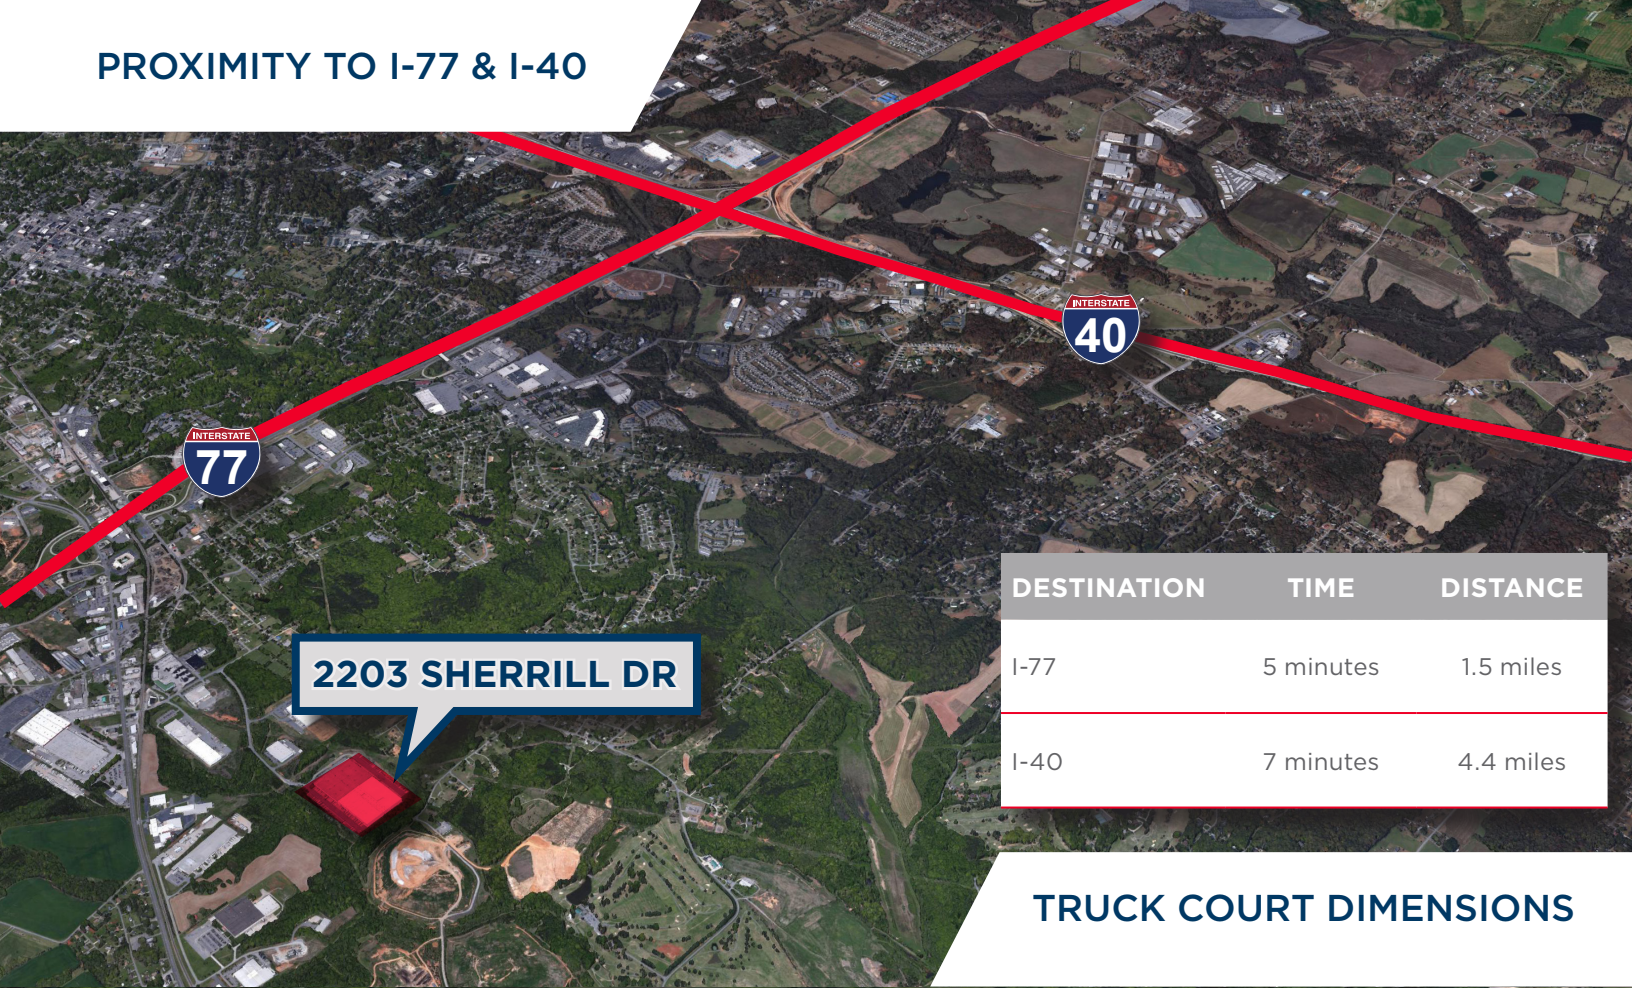 PROXIMITY TO I-77 & I-40
INTERSTATE
40
INTERSTATE
77
2203 SHERRILL DR
DESTINATION TIME DISTANCE
I-77 5 minutes 1.5 miles
I-40 7 minutes 4.4 miles
TRUCK COURT DIMENSIONS